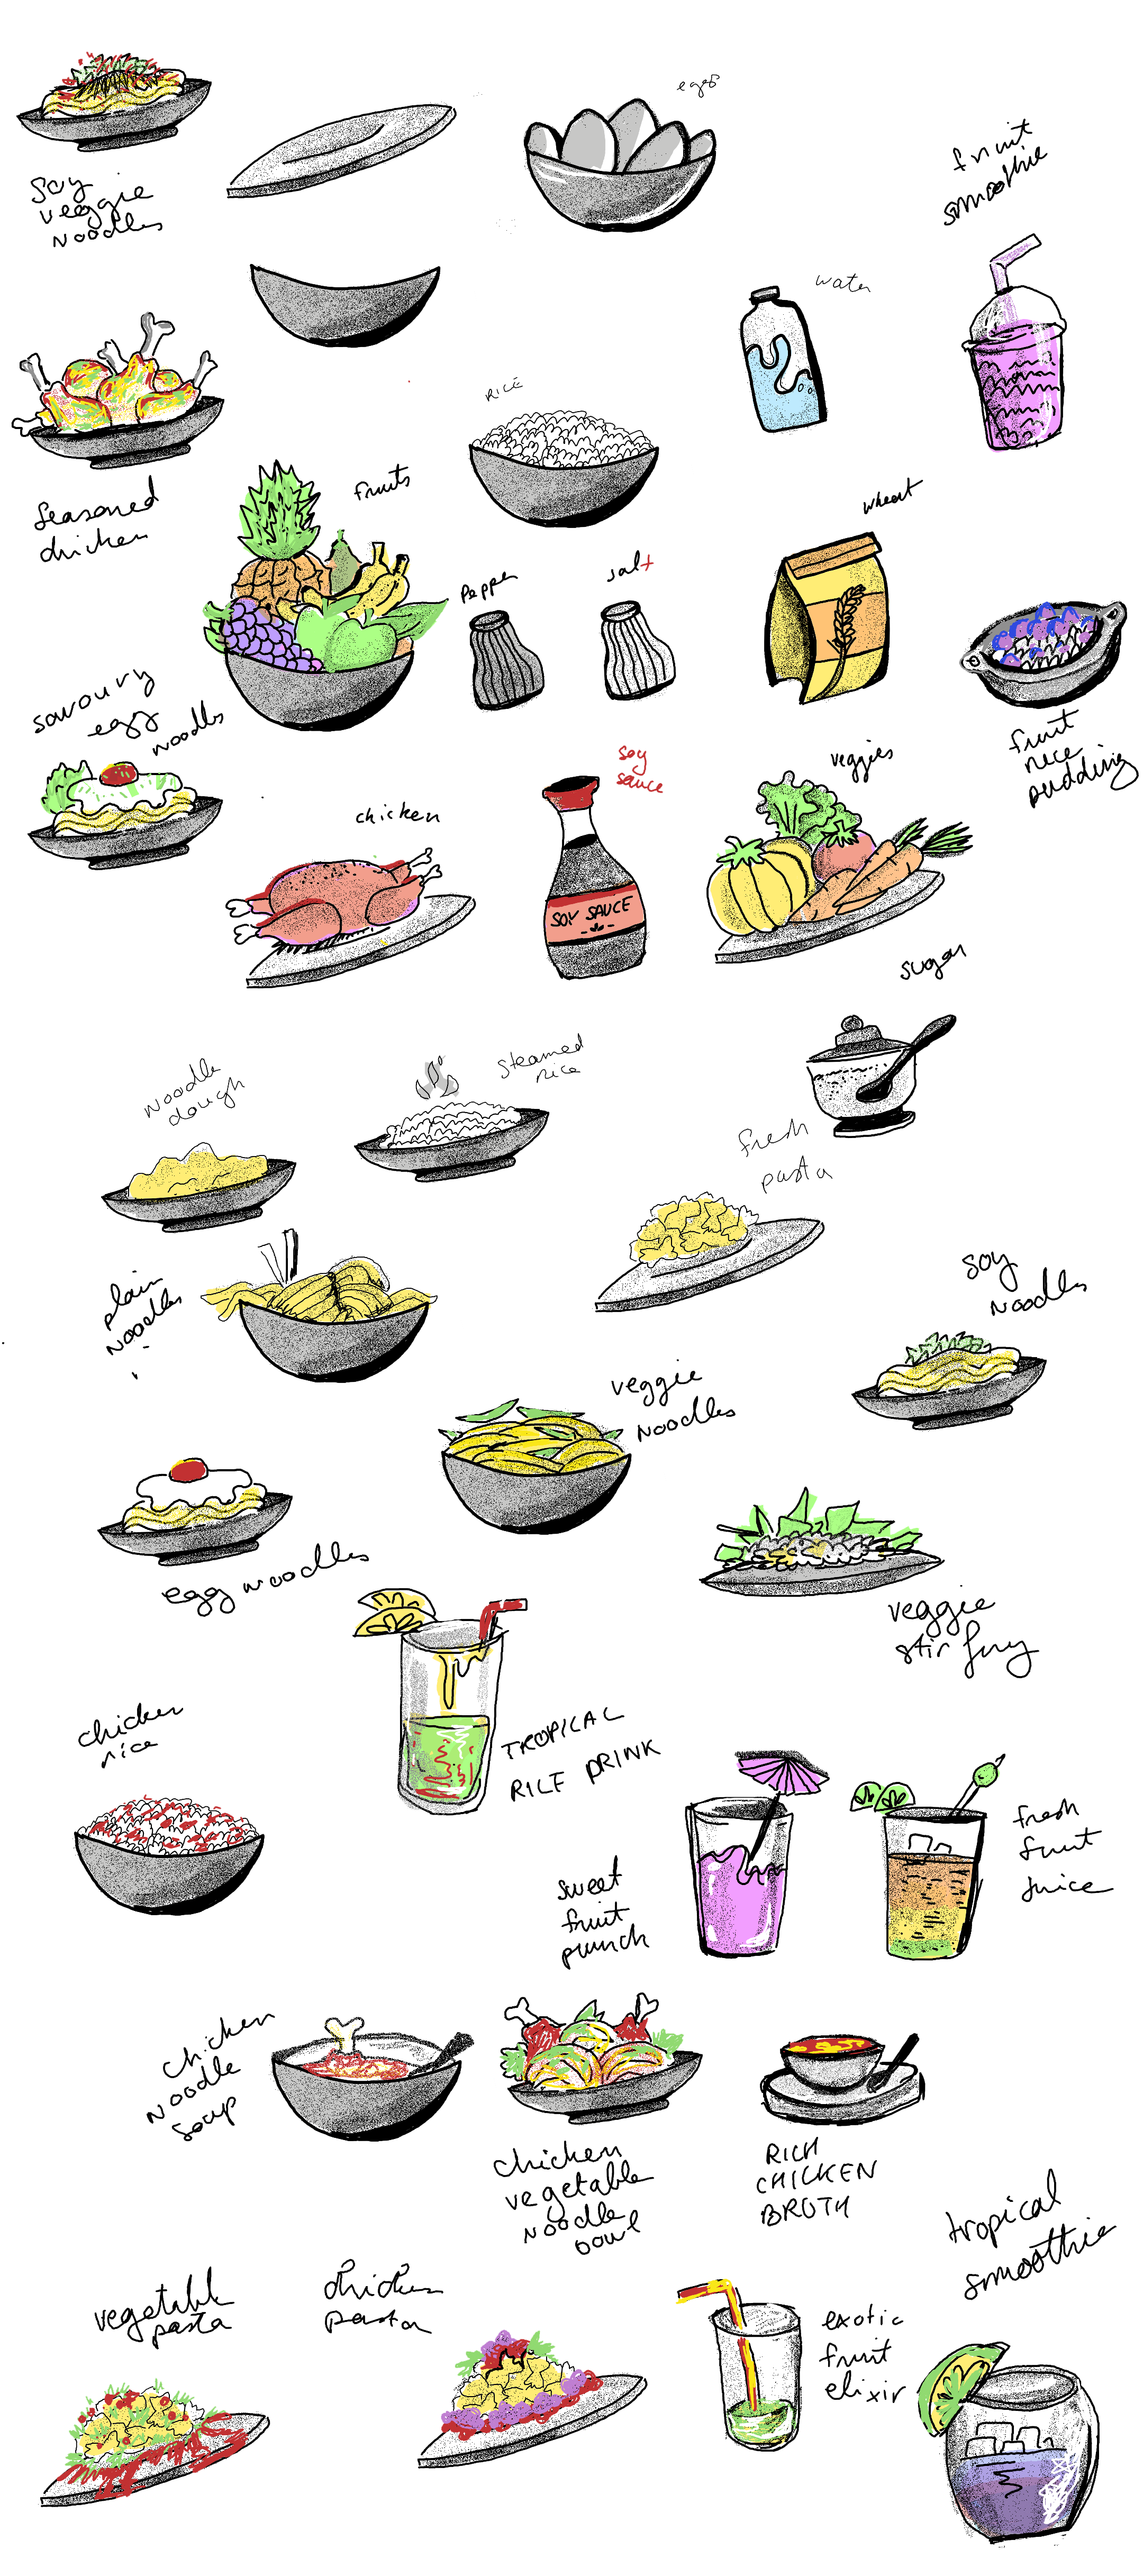 eggs
fruit
smoothie
soy
veggie
noodles
water
RICE
seasoned
chicken
fruits
wheat
Pepper
salt
savoury
egg
noodles
fruit
rice
pudding
soy
sauce
veggies
chicken
SOY SAUCE
sugar
noodle
dough
steamed
rice
fresh
pasta
plain
noodles
soy
noodles
veggie
noodles
egg noodles
veggie
stir fry
chicken
rice
TROPICAL
RICE DRINK
fresh
fruit
juice
sweet
fruit
punch
chicken
noodle
soup
chicken
vegetable
noodle
bowl
RICH
CHICKEN
BROTH
tropical
smoothie
vegetable
pasta
chicken
pasta
exotic
fruit
elixir